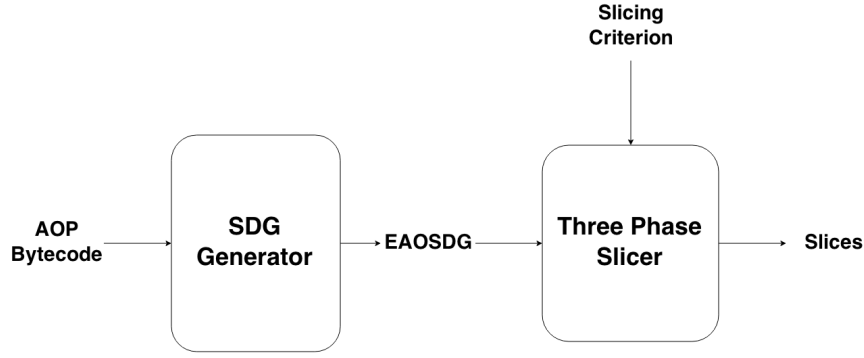 Slicing
Criterion
AOP
Bytecode
SDG
Generator
EAOSDG
Three Phase
Slicer
Slices